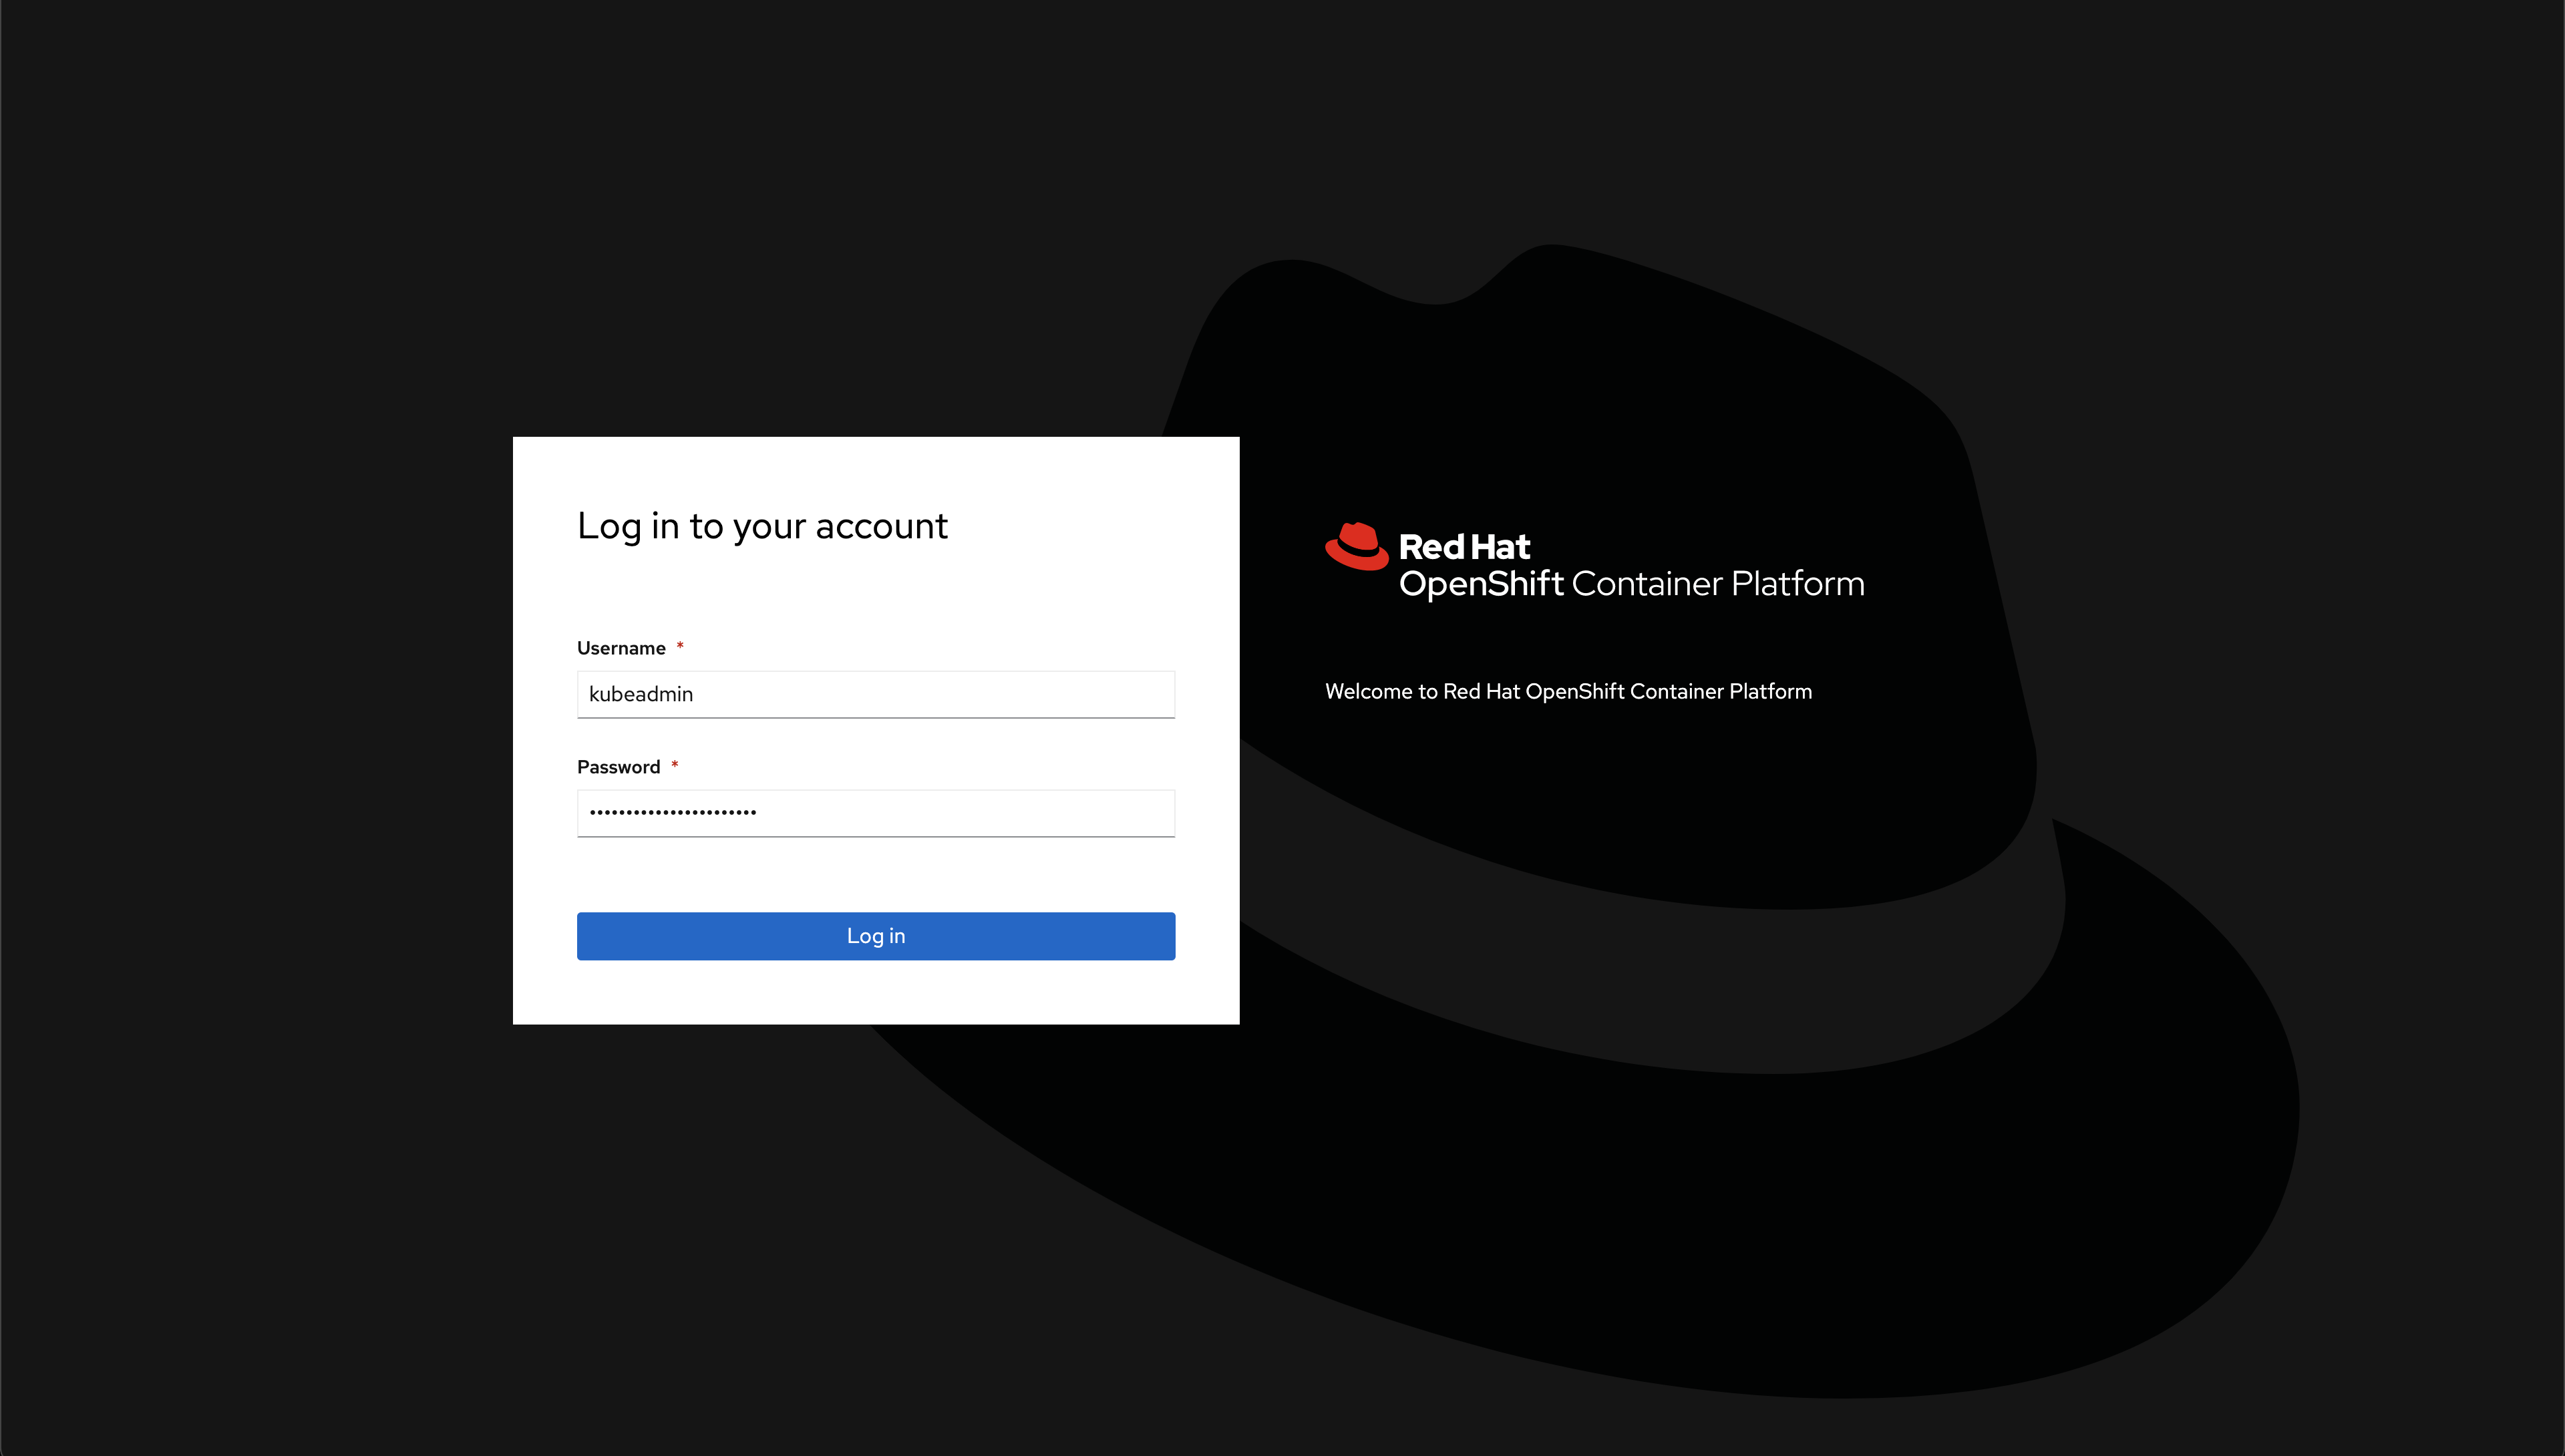 Log in to your account
Username *
kubeadmin
Password *
•••••••••••••••••••••••
Log in
Red Hat
OpenShift Container Platform
Welcome to Red Hat OpenShift Container Platform